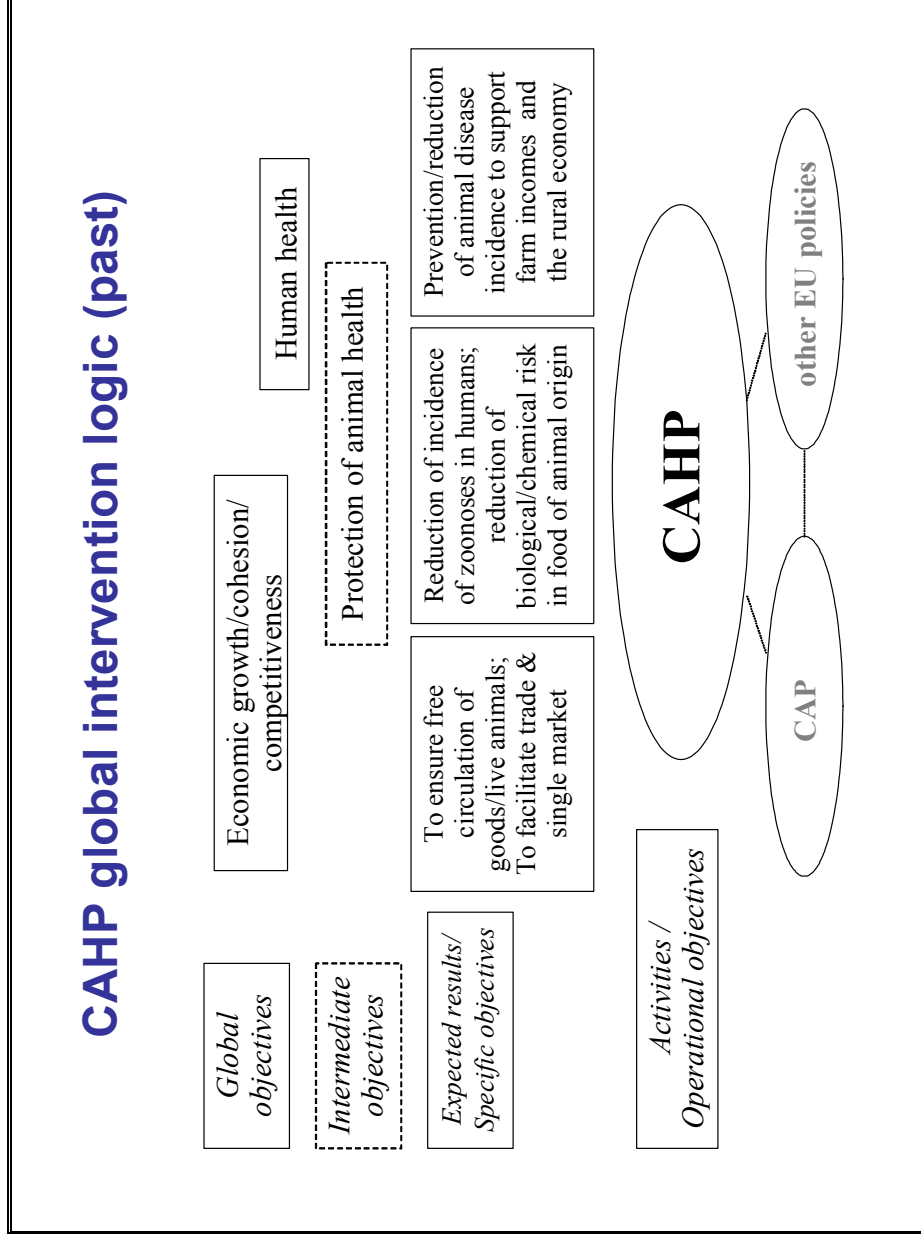 CAHP global intervention logic (past)
Global
objectives
Economic growth/cohesion/
competitiveness
Human health
Intermediate
objectives
Protection of animal health
Expected results/
Specific objectives
To ensure free
circulation of
goods/live animals;
To facilitate trade &
single market
Reduction of incidence
of zoonoses in humans;
reduction of
biological/chemical risk
in food of animal origin
Prevention/reduction
of animal disease
incidence to support
farm incomes and
the rural economy
Activities /
Operational objectives
CAHP
CAP
other EU policies